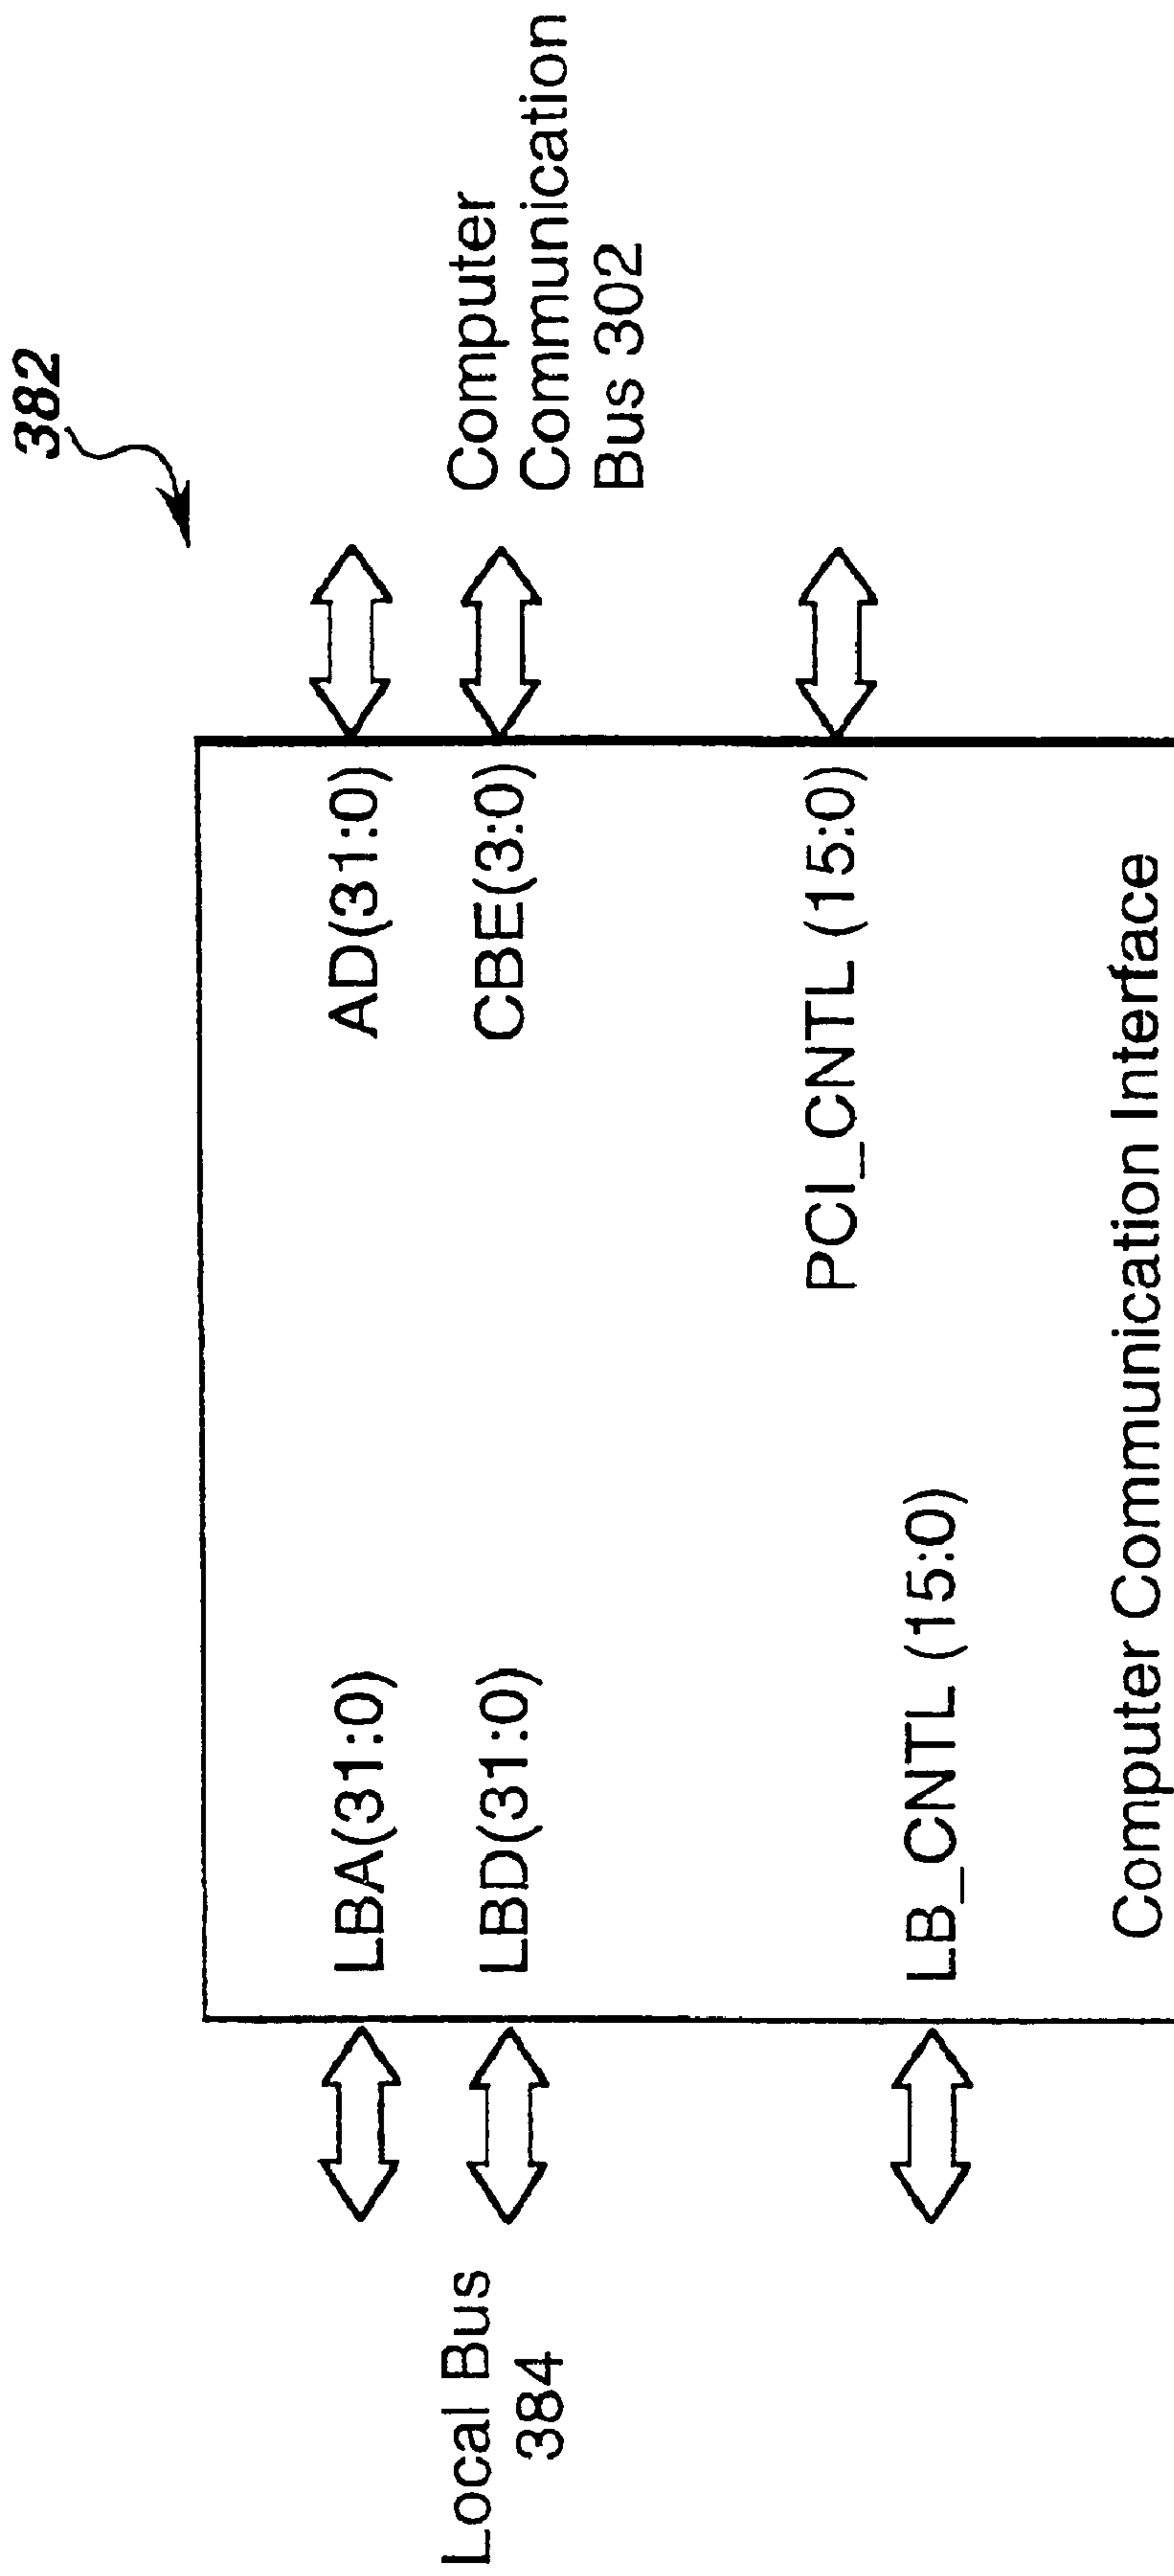 382
LBA(31:0)
AD(31:0)
Local Bus
384
LBD(31:0)
CBE(3:0)
Computer
Communication
Bus 302
PCI_CNTL (15:0)
LB_CNTL (15:0)
Computer Communication Interface